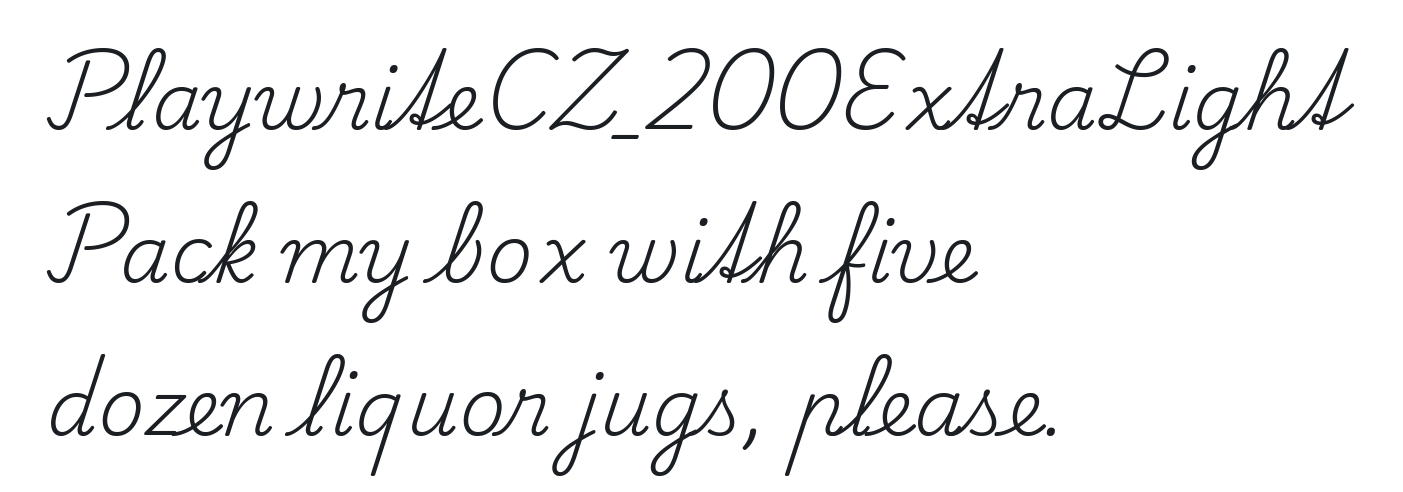 PlaywriteCZ_200ExtraLight
Pack my box with five
dozen liquor jugs, please.